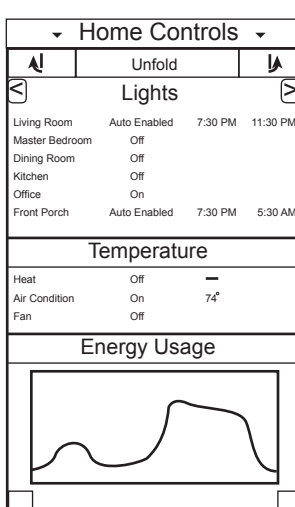 Home Controls
Unfold
< Lights >
Living Room Auto Enabled 7:30 PM 11:30 PM
Master Bedroom Off
Dining Room Off
Kitchen Off
Office On
Front Porch Auto Enabled 7:30 PM 5:30 AM
Temperature
Heat Off –
Air Condition On 74°
Fan Off
Energy Usage